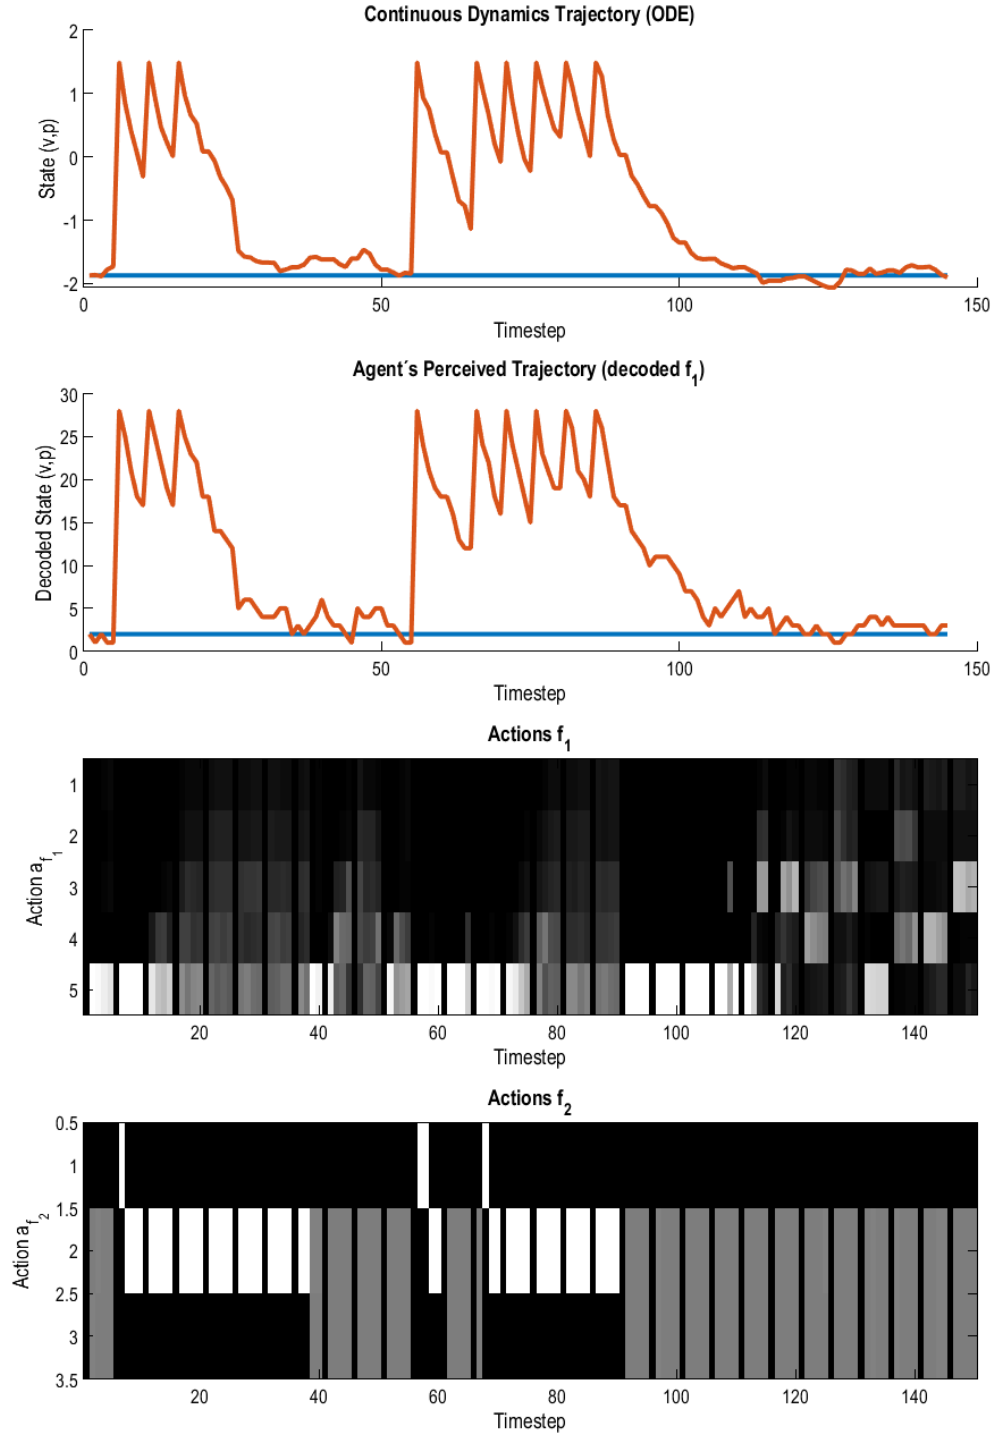 Continuous Dynamics Trajectory (ODE)
2
1
0
-1
-2
State (v,p)
0 50 100 150
Timestep
Agent´s Perceived Trajectory (decoded f1)
30
25
20
15
10
5
0
Decoded State (v,p)
0 50 100 150
Timestep
Actions f1
1
2
3
4
5
Action af1
20 40 60 80 100 120 140
Timestep
Actions f2
0.5
1
1.5
2
2.5
3
3.5
Action af2
20 40 60 80 100 120 140
Timestep